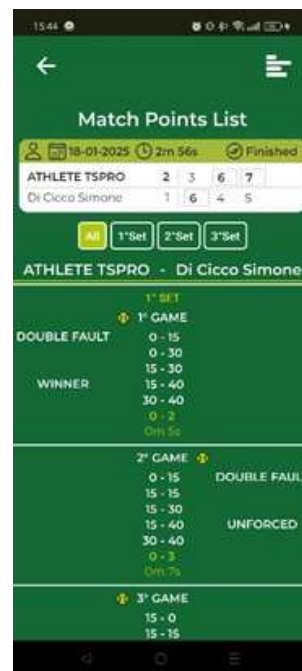 15:44
Match Points List
18-01-2025 2m 56s Finished
ATHLETE TSPRO 2 3 6 7
Di Cicco Simone 1 6 4 5
All 1°Set 2°Set 3°Set
ATHLETE TSPRO - Di Cicco Simone
1° SET
1° GAME
DOUBLE FAULT 0 - 15
0 - 30
15 - 30
WINNER 15 - 40
30 - 40
0 - 2
0m 5s
2° GAME
0 - 15 DOUBLE FAUL
15 - 15
15 - 30
15 - 40 UNFORCED
30 - 40
0 - 3
0m 7s
3° GAME
15 - 0
15 - 15